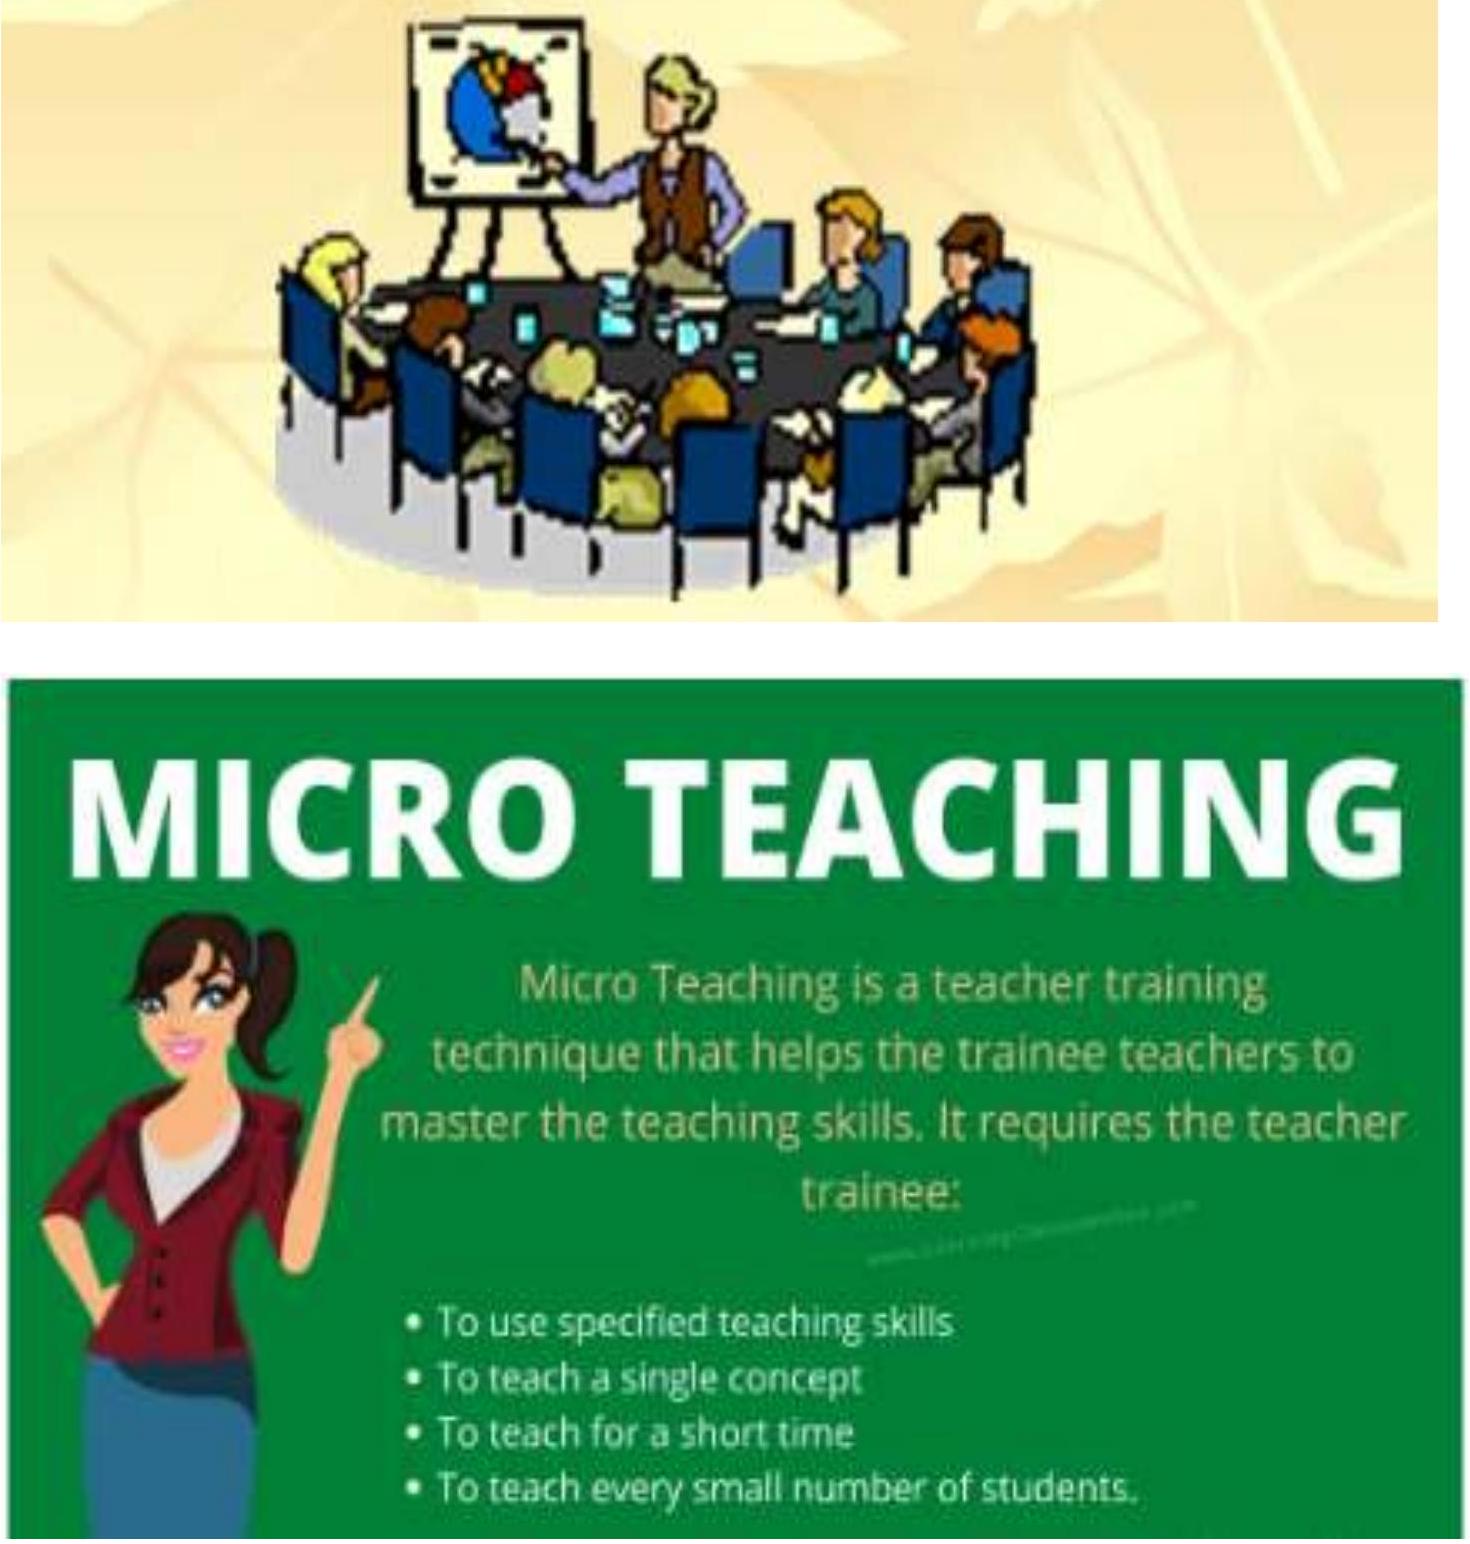 MICRO TEACHING
Micro Teaching is a teacher training
technique that helps the trainee teachers to
master the teaching skills. It requires the teacher
trainee:
• To use specified teaching skills
• To teach a single concept
• To teach for a short time
• To teach every small number of students.